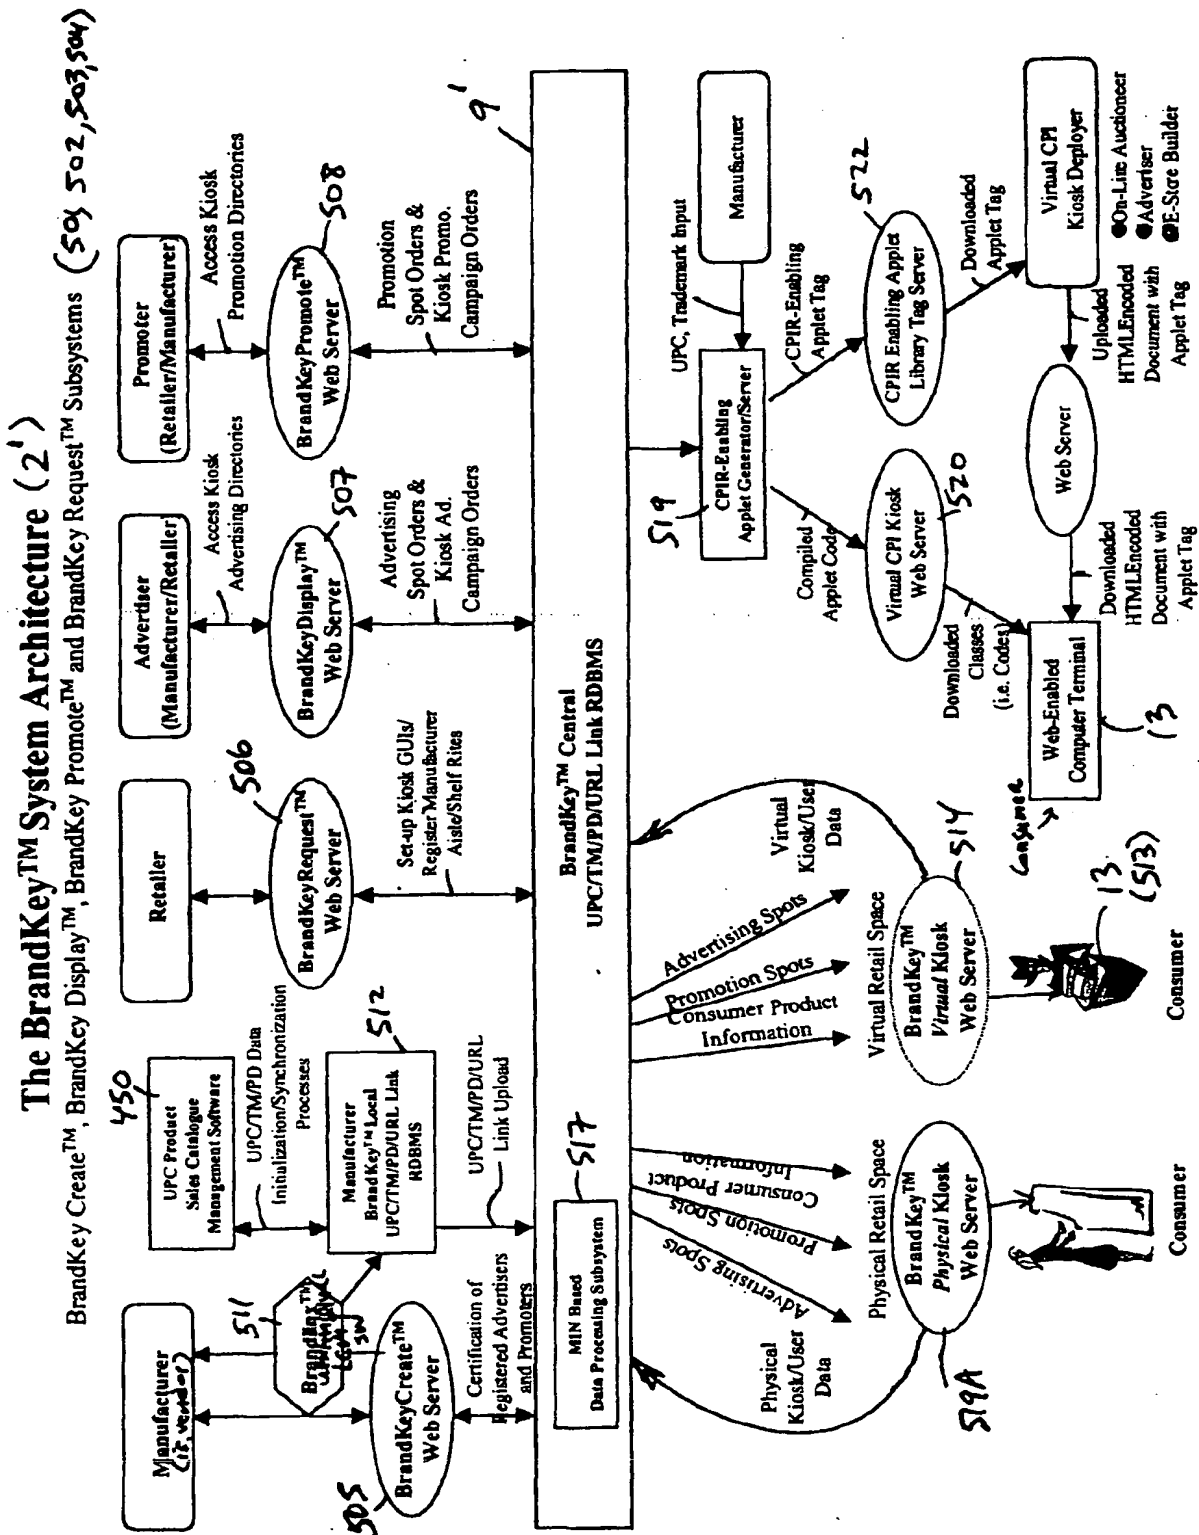 The BrandKey™ System Architecture (2')
BrandKey Create™, BrandKey Display™, BrandKey Promote™ and BrandKey Request™ Subsystems (501, 502, 503, 504)
Manufacturer
(ie, vendor)
511
505
BrandKeyCreate™
Web Server
Certification of
Registered Advertisers
and Promoters
450
UPC Product
Sales Catalogue
Management Software
UPC/TM/PD Data
Initiulization/Synchronization
Processes
512
Manufacturer
BrandKey™ Local
UPC/TM/PD/URL Link
RDBMS
UPC/TM/PD/URL
Link Upload
Retailer
506
BrandKeyRequest™
Web Server
Set-up Kiosk GUIs/
Register Manufacturer
Aisle/Shelf Rites
Advertiser
(Manufacturer/Retailer)
Access Kiosk
Advertising Directories
507
BrandKeyDisplay™
Web Server
Advertising
Spot Orders &
Kiosk Ad.
Campaign Orders
Promoter
(Retailer/Manufacturer)
Access Kiosk
Promotion Directories
508
BrandKeyPromote™
Web Server
Promotion
Spot Orders &
Kiosk Promo.
Campaign Orders
9'
BrandKey™ Central
UPC/TM/PD/URL Link RDBMS
MIN Based
Data Processing Subsystem
517
Physical
Kiosk/User
Data
Advertising Spots
Promotion Spots
Consumer Product
Information
Physical Retail Space
BrandKey™
Physical Kiosk
Web Server
519A
Consumer
Advertising Spots
Promotion Spots
Consumer Product
Information
Virtual
Kiosk/User
Data
Virtual Retail Space
BrandKey™
Virtual Kiosk
Web Server
514
13
(513)
Consumer
519
CPIR-Enabling
Applet Generator/Server
UPC, Trademark Input
Manufacturer
Compiled
Applet Code
CPIR-Enabling
Applet Tag
Virtual CPI Kiosk
Web Server
520
CPIR Enabling Applet
Library Tag Server
522
Downloaded
Classes
(i.e. Codes)
Downloaded
Applet Tag
Consumer
Web-Enabled
Computer Terminal
13
Downloaded
HTMLEncoded
Document with
Applet Tag
Web Server
Uploaded
HTMLEncoded
Document with
Applet Tag
Virtual CPI
Kiosk Deployer
●On-Line Auctioneer
●Advertiser
●E-Store Builder